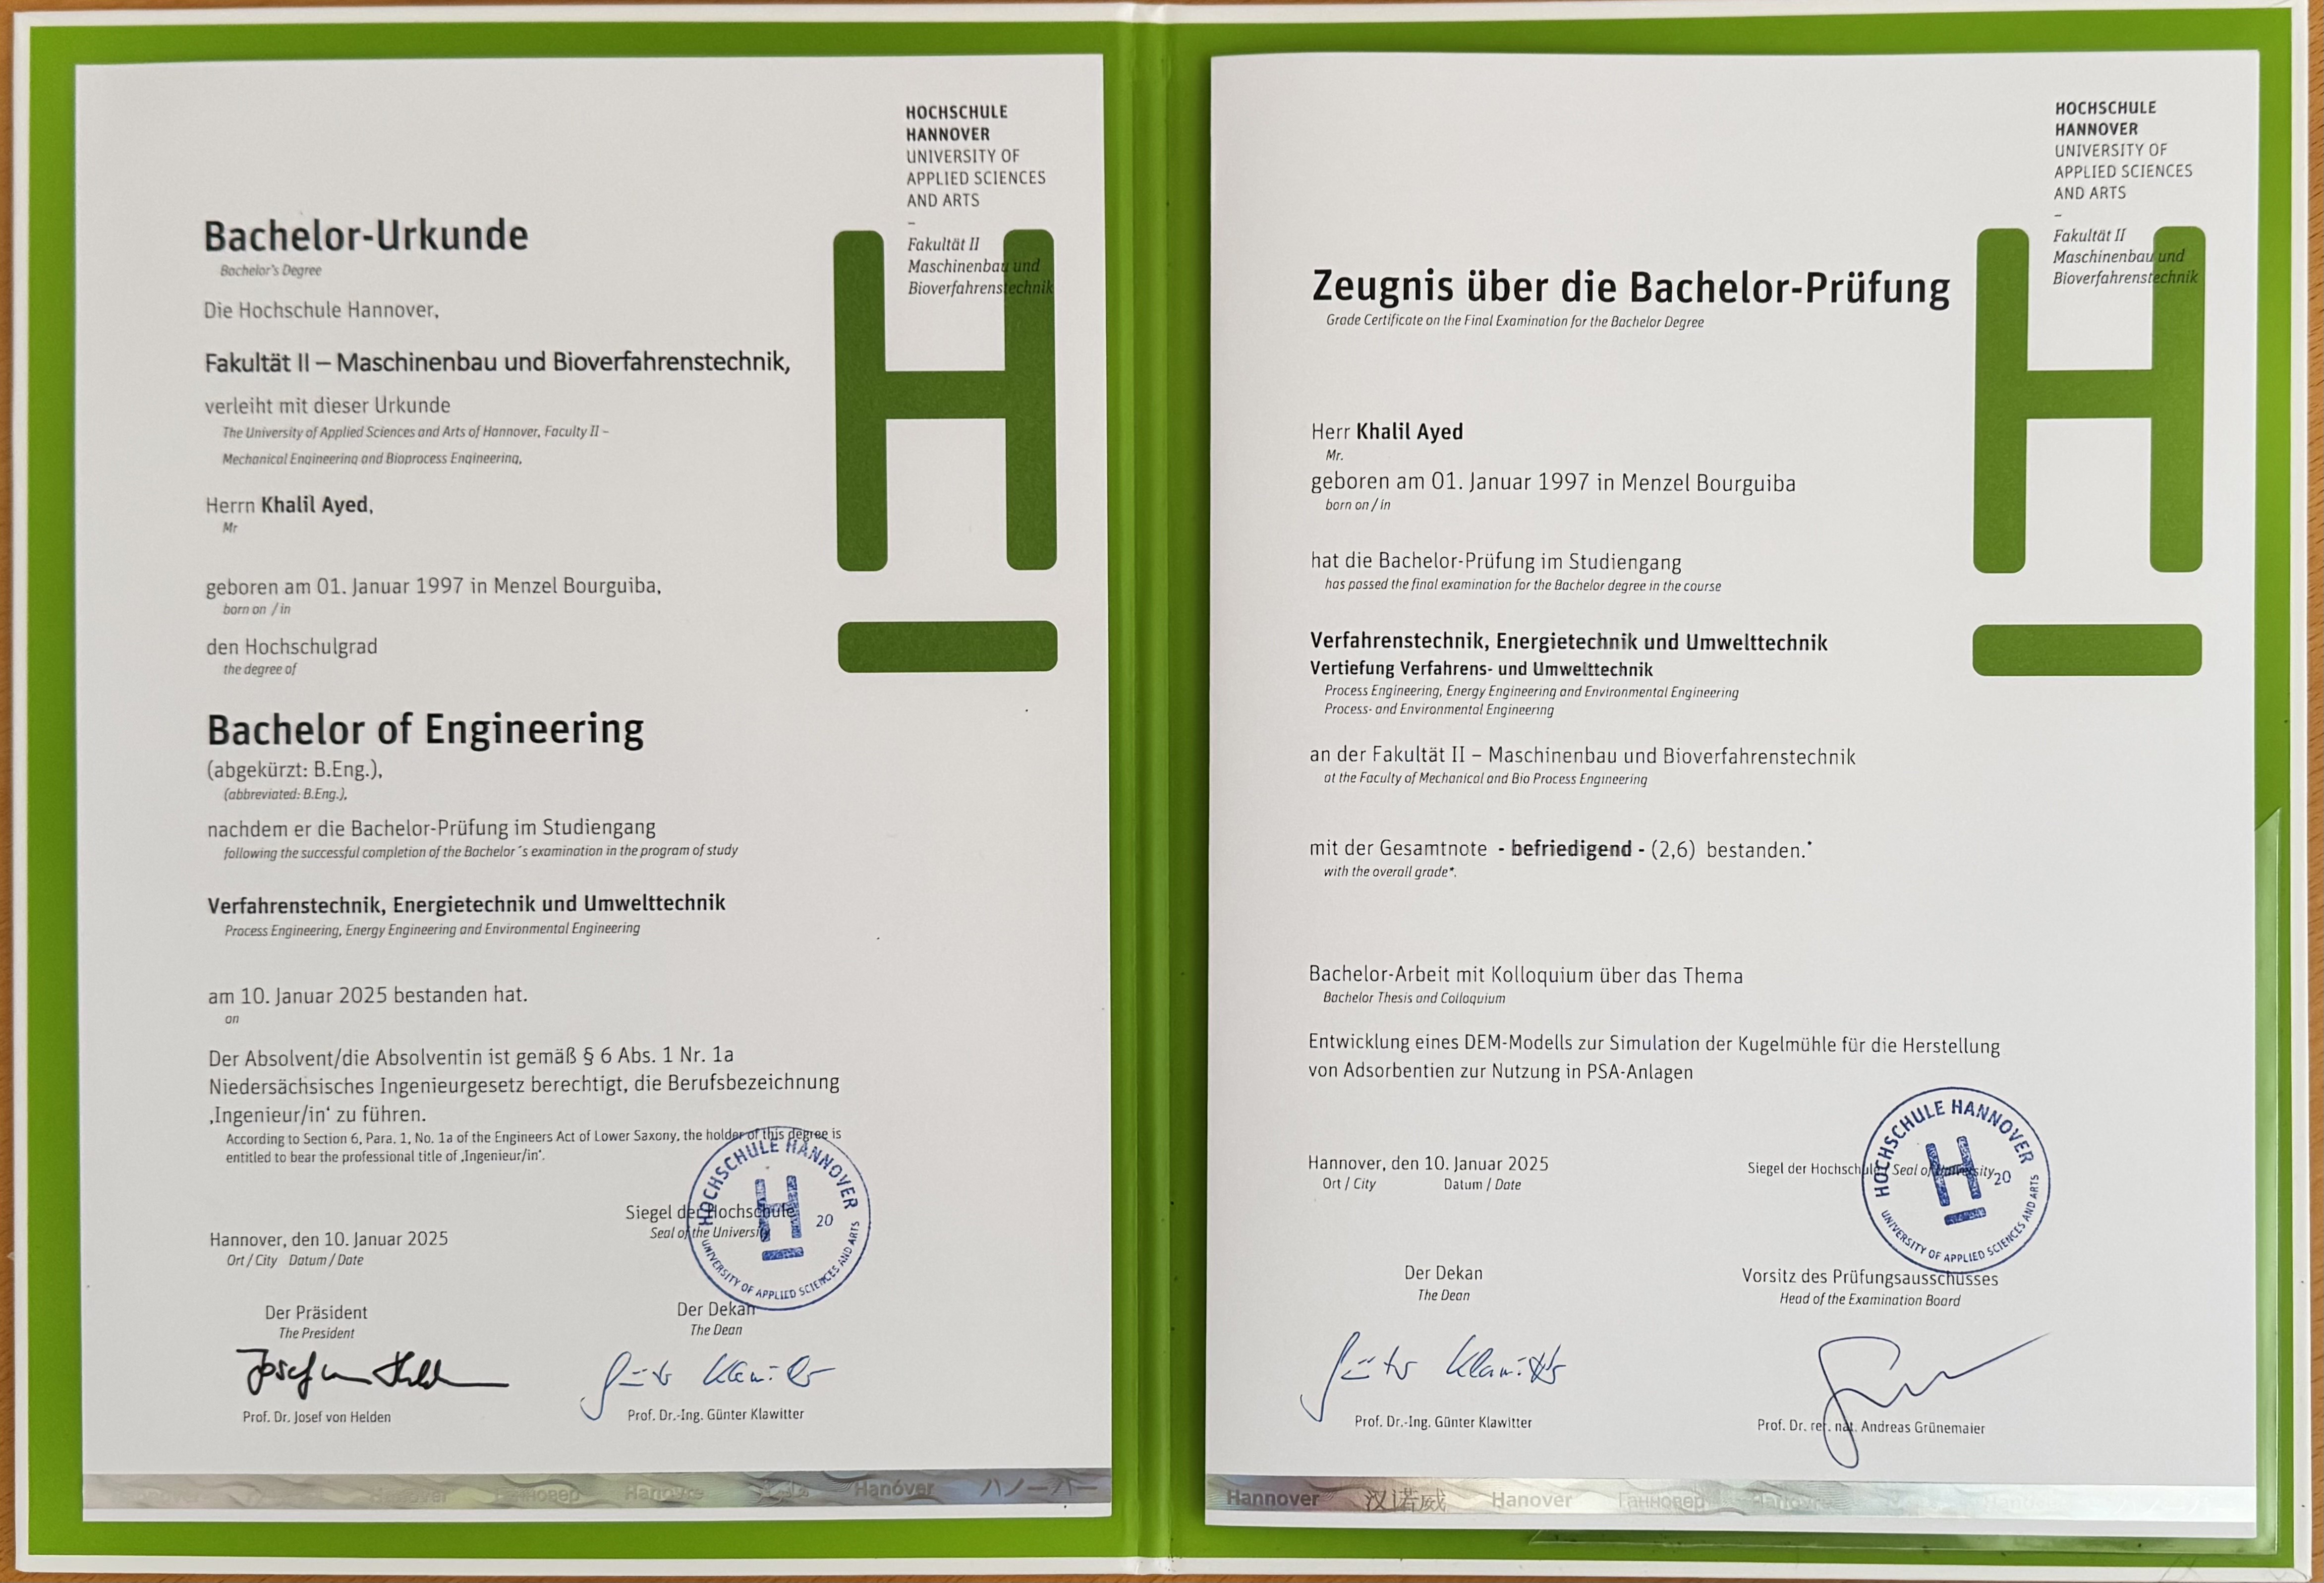 HOCHSCHULE
HANNOVER
UNIVERSITY OF
APPLIED SCIENCES
AND ARTS
–
Fakultät II
Maschinenbau und
Bioverfahrenstechnik
Bachelor-Urkunde
Bachelor's Degree
Die Hochschule Hannover,
Fakultät II – Maschinenbau und Bioverfahrenstechnik,
verleiht mit dieser Urkunde
The University of Applied Sciences and Arts of Hannover, Faculty II –
Mechanical Engineering and Bioprocess Engineering,
Herrn Khalil Ayed,
Mr
geboren am 01. Januar 1997 in Menzel Bourguiba,
born on / in
den Hochschulgrad
the degree of
Bachelor of Engineering
(abgekürzt: B.Eng.),
(abbreviated: B.Eng.),
nachdem er die Bachelor-Prüfung im Studiengang
following the successful completion of the Bachelor´s examination in the program of study
Verfahrenstechnik, Energietechnik und Umwelttechnik
Process Engineering, Energy Engineering and Environmental Engineering
am 10. Januar 2025 bestanden hat.
on
Der Absolvent/die Absolventin ist gemäß § 6 Abs. 1 Nr. 1a
Niedersächsisches Ingenieurgesetz berechtigt, die Berufsbezeichnung
‚Ingenieur/in‘ zu führen.
According to Section 6, Para. 1, No. 1a of the Engineers Act of Lower Saxony, the holder of this degree is
entitled to bear the professional title of ‚Ingenieur/in‘.
Siegel der Hochschule
Seal of the University
HOCHSCHULE HANNOVER
20
UNIVERSITY OF APPLIED SCIENCES AND ARTS
Hannover, den 10. Januar 2025
Ort / City Datum / Date
Der Präsident
The President
Der Dekan
The Dean
Josef von Helden
Günter Klawitter
Prof. Dr. Josef von Helden
Prof. Dr.-Ing. Günter Klawitter
Hannover Ганновер Hanovre Hanóver ハノーバー
HOCHSCHULE
HANNOVER
UNIVERSITY OF
APPLIED SCIENCES
AND ARTS
–
Fakultät II
Maschinenbau und
Bioverfahrenstechnik
Zeugnis über die Bachelor-Prüfung
Grade Certificate on the Final Examination for the Bachelor Degree
Herr Khalil Ayed
Mr.
geboren am 01. Januar 1997 in Menzel Bourguiba
born on / in
hat die Bachelor-Prüfung im Studiengang
has passed the final examination for the Bachelor degree in the course
Verfahrenstechnik, Energietechnik und Umwelttechnik
Vertiefung Verfahrens- und Umwelttechnik
Process Engineering, Energy Engineering and Environmental Engineering
Process- and Environmental Engineering
an der Fakultät II – Maschinenbau und Bioverfahrenstechnik
at the Faculty of Mechanical and Bio Process Engineering
mit der Gesamtnote - befriedigend - (2,6) bestanden.*
with the overall grade*.
Bachelor-Arbeit mit Kolloquium über das Thema
Bachelor Thesis and Colloquium
Entwicklung eines DEM-Modells zur Simulation der Kugelmühle für die Herstellung
von Adsorbentien zur Nutzung in PSA-Anlagen
Hannover, den 10. Januar 2025
Ort / City Datum / Date
Siegel der Hochschule / Seal of University
HOCHSCHULE HANNOVER
20
UNIVERSITY OF APPLIED SCIENCES AND ARTS
Der Dekan
The Dean
Vorsitz des Prüfungsausschusses
Head of the Examination Board
Günter Klawitter
Prof. Dr.-Ing. Günter Klawitter
Prof. Dr. rer. nat. Andreas Grünemaier
Hannover 汉诺威 Hanover Ганновер Hanovre